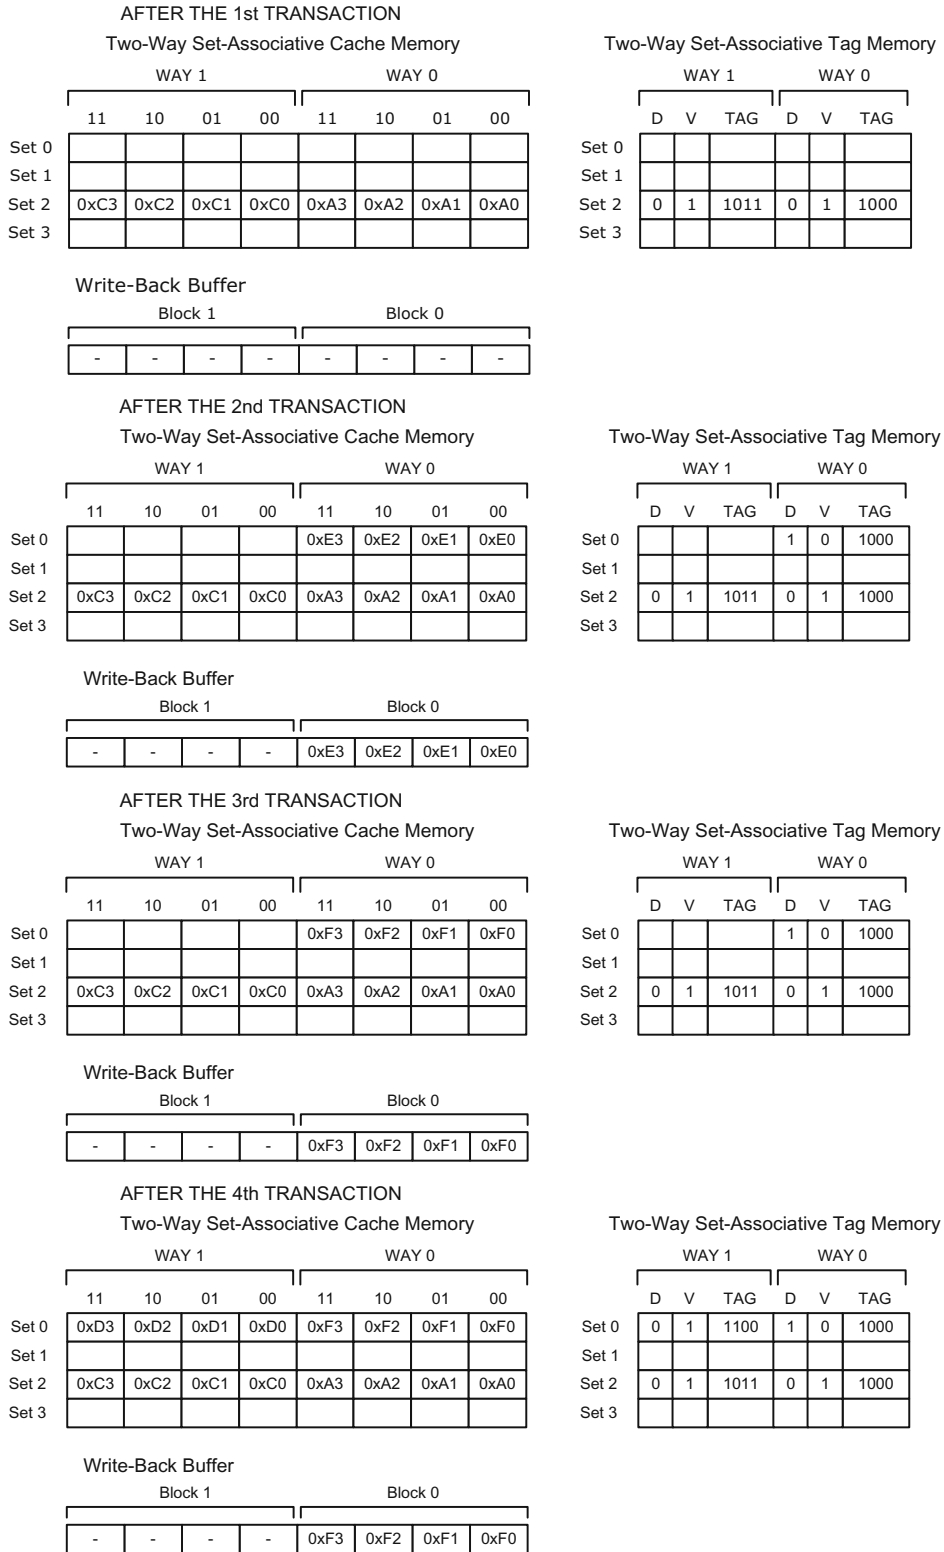 AFTER THE 1st TRANSACTION
Two-Way Set-Associative Cache Memory Two-Way Set-Associative Tag Memory
WAY 1 WAY 0 WAY 1 WAY 0
11 10 01 00 11 10 01 00 D V TAG D V TAG
Set 0 Set 0
Set 1 Set 1
Set 2 0xC3 0xC2 0xC1 0xC0 0xA3 0xA2 0xA1 0xA0 Set 2 0 1 1011 0 1 1000
Set 3 Set 3
Write-Back Buffer
Block 1 Block 0
- - - - - - - -
AFTER THE 2nd TRANSACTION
Two-Way Set-Associative Cache Memory Two-Way Set-Associative Tag Memory
WAY 1 WAY 0 WAY 1 WAY 0
11 10 01 00 11 10 01 00 D V TAG D V TAG
Set 0 0xE3 0xE2 0xE1 0xE0 Set 0 1 0 1000
Set 1 Set 1
Set 2 0xC3 0xC2 0xC1 0xC0 0xA3 0xA2 0xA1 0xA0 Set 2 0 1 1011 0 1 1000
Set 3 Set 3
Write-Back Buffer
Block 1 Block 0
- - - - 0xE3 0xE2 0xE1 0xE0
AFTER THE 3rd TRANSACTION
Two-Way Set-Associative Cache Memory Two-Way Set-Associative Tag Memory
WAY 1 WAY 0 WAY 1 WAY 0
11 10 01 00 11 10 01 00 D V TAG D V TAG
Set 0 0xF3 0xF2 0xF1 0xF0 Set 0 1 0 1000
Set 1 Set 1
Set 2 0xC3 0xC2 0xC1 0xC0 0xA3 0xA2 0xA1 0xA0 Set 2 0 1 1011 0 1 1000
Set 3 Set 3
Write-Back Buffer
Block 1 Block 0
- - - - 0xF3 0xF2 0xF1 0xF0
AFTER THE 4th TRANSACTION
Two-Way Set-Associative Cache Memory Two-Way Set-Associative Tag Memory
WAY 1 WAY 0 WAY 1 WAY 0
11 10 01 00 11 10 01 00 D V TAG D V TAG
Set 0 0xD3 0xD2 0xD1 0xD0 0xF3 0xF2 0xF1 0xF0 Set 0 0 1 1100 1 0 1000
Set 1 Set 1
Set 2 0xC3 0xC2 0xC1 0xC0 0xA3 0xA2 0xA1 0xA0 Set 2 0 1 1011 0 1 1000
Set 3 Set 3
Write-Back Buffer
Block 1 Block 0
- - - - 0xF3 0xF2 0xF1 0xF0